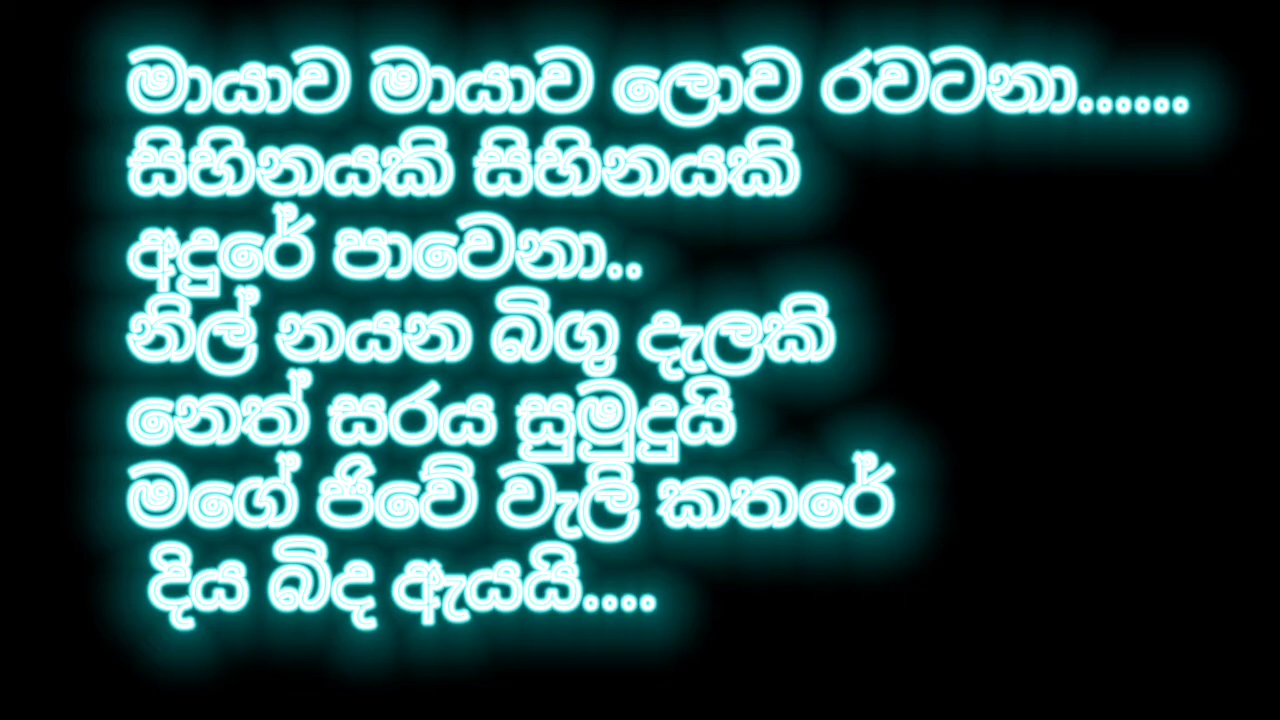 මායාව මායාව ලොව රවටනා......
සිහිනයකි සිහිනයකි
අඳුරේ පාවෙනා..
නිල් නයන බිඟු දැලකි
නෙත් සරය සුමුදුයි
මගේ ජීවේ වැලි කතරේ
දිය බිඳ ඇයයි....